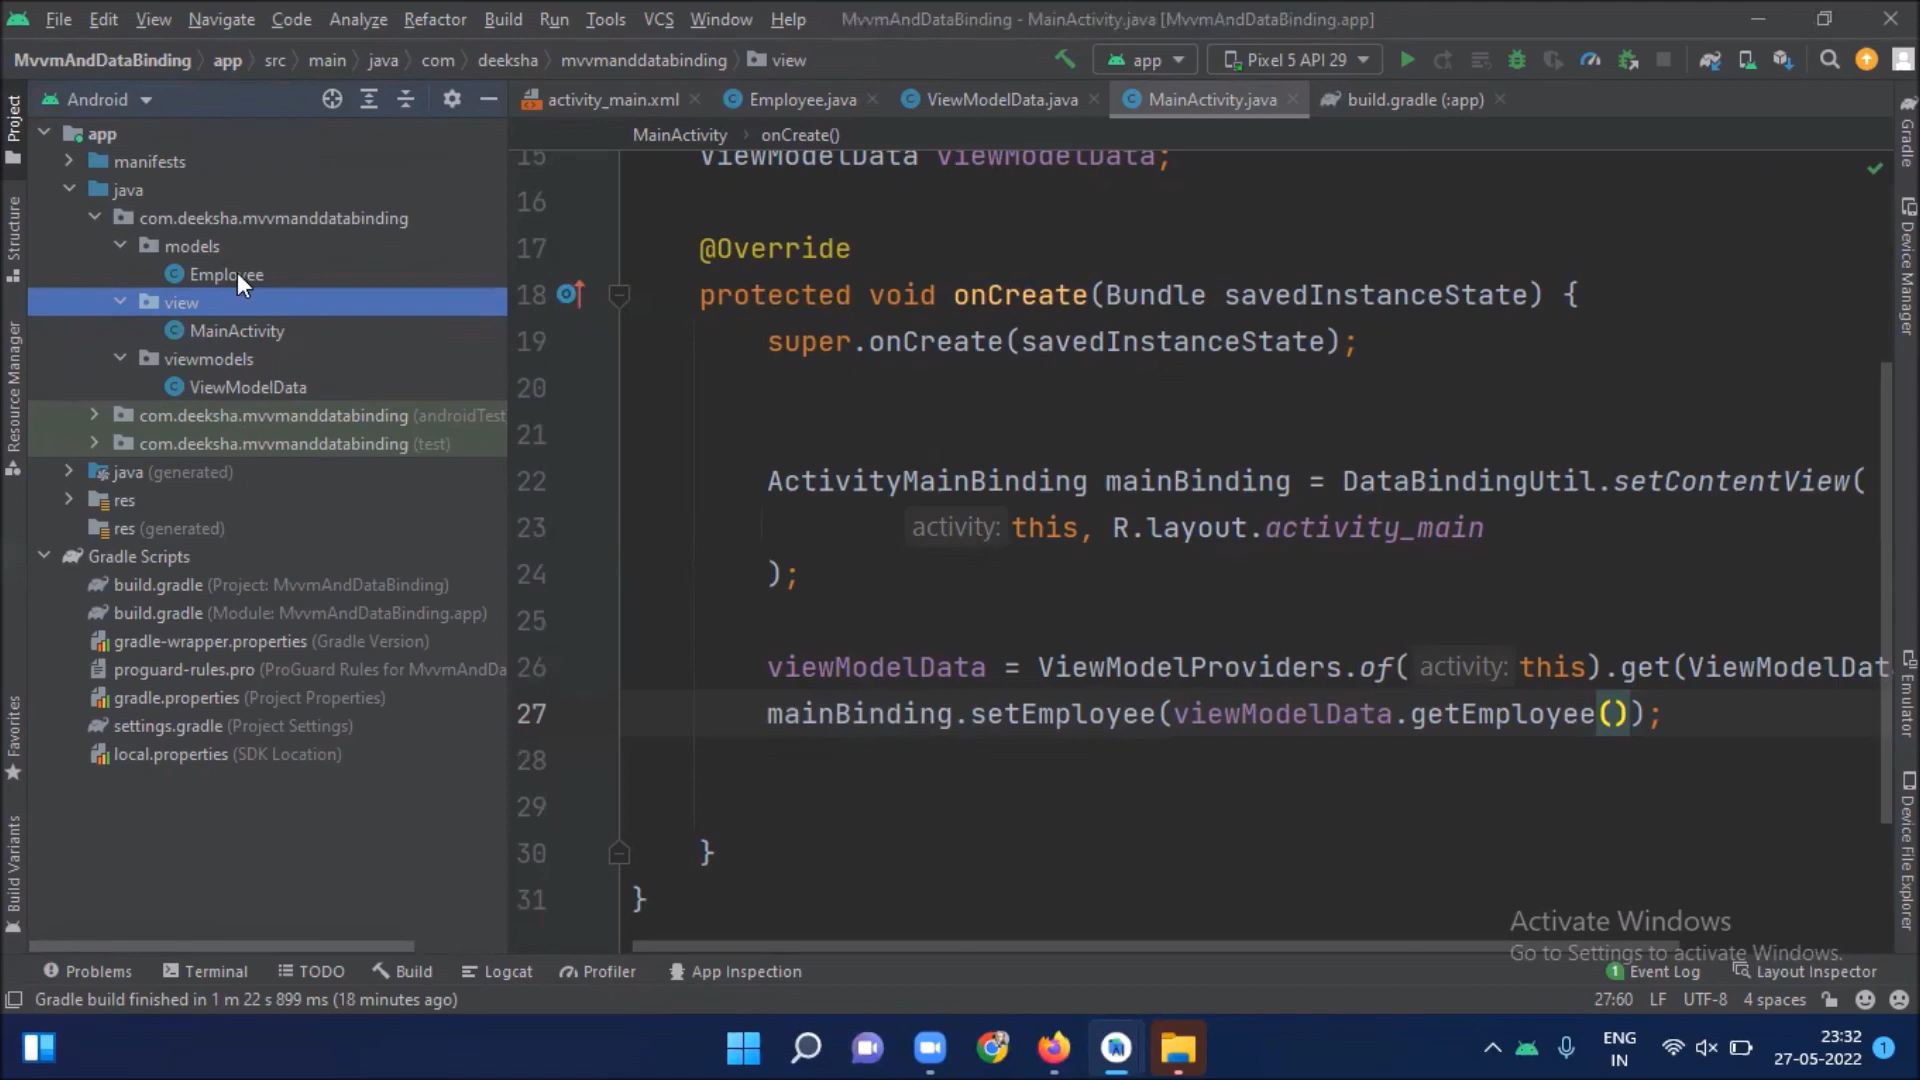 File Edit View Navigate Code Analyze Refactor Build Run Tools VCS Window Help MvvmAndDataBinding - MainActivity.java [MvvmAndDataBinding.app]
MvvmAndDataBinding app src main java com deeksha mvvmanddatabinding view app Pixel 5 API 29
Android activity_main.xml Employee.java ViewModelData.java MainActivity.java build.gradle (:app)
MainActivity onCreate()
Project
Structure
Resource Manager
Build Variants
Favorites
app
manifests
java
com.deeksha.mvvmanddatabinding
models
Employee
view
MainActivity
viewmodels
ViewModelData
com.deeksha.mvvmanddatabinding (androidTest
com.deeksha.mvvmanddatabinding (test)
java (generated)
res
res (generated)
Gradle Scripts
build.gradle (Project: MvvmAndDataBinding)
build.gradle (Module: MvvmAndDataBinding.app)
gradle-wrapper.properties (Gradle Version)
proguard-rules.pro (ProGuard Rules for MvvmAndDa
gradle.properties (Project Properties)
settings.gradle (Project Settings)
local.properties (SDK Location)
15 ViewModelData viewModelData;
16
17 @Override
18 protected void onCreate(Bundle savedInstanceState) {
19 super.onCreate(savedInstanceState);
20
21
22 ActivityMainBinding mainBinding = DataBindingUtil.setContentView(
23 activity: this, R.layout.activity_main
24 );
25
26 viewModelData = ViewModelProviders.of( activity: this).get(ViewModelDat
27 mainBinding.setEmployee(viewModelData.getEmployee());
28
29
30 }
31 }
Gradle
Device Manager
Emulator
Device File Explorer
Activate Windows
Go to Settings to activate Windows.
Problems Terminal TODO Build Logcat Profiler App Inspection 1 Event Log Layout Inspector
Gradle build finished in 1 m 22 s 899 ms (18 minutes ago) 27:60 LF UTF-8 4 spaces
ENG
IN
23:32
27-05-2022
1